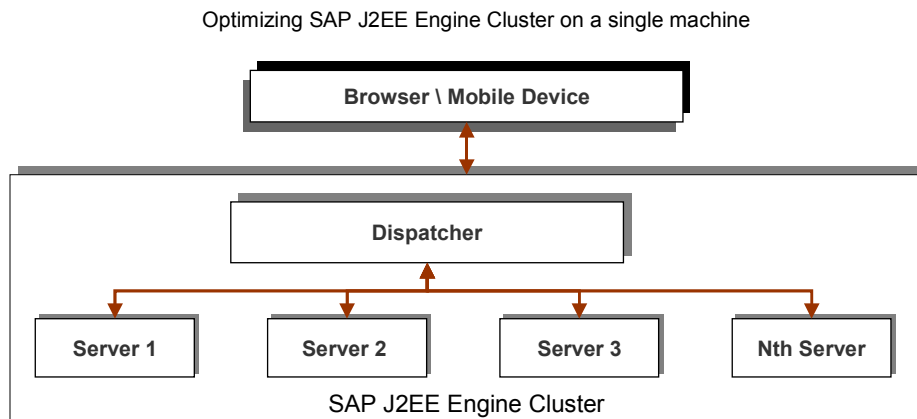 Optimizing SAP J2EE Engine Cluster on a single machine
Browser \ Mobile Device
Dispatcher
Server 1
Server 2
Server 3
Nth Server
SAP J2EE Engine Cluster